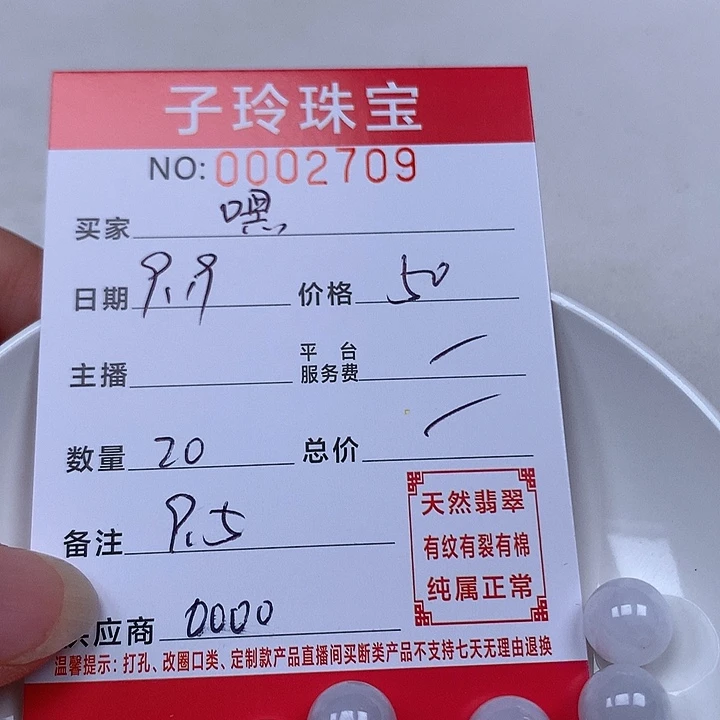 子玲珠宝
NO:0002709
买家 嘿
日期 9.9 价格 50
主播 平台服务费 /
数量 20 总价 /
备注 9.5
天然翡翠
有纹有裂有棉
纯属正常
供应商 0000
温馨提示：打孔、改圈口类、定制款产品直播间买断类产品不支持七天无理由退换